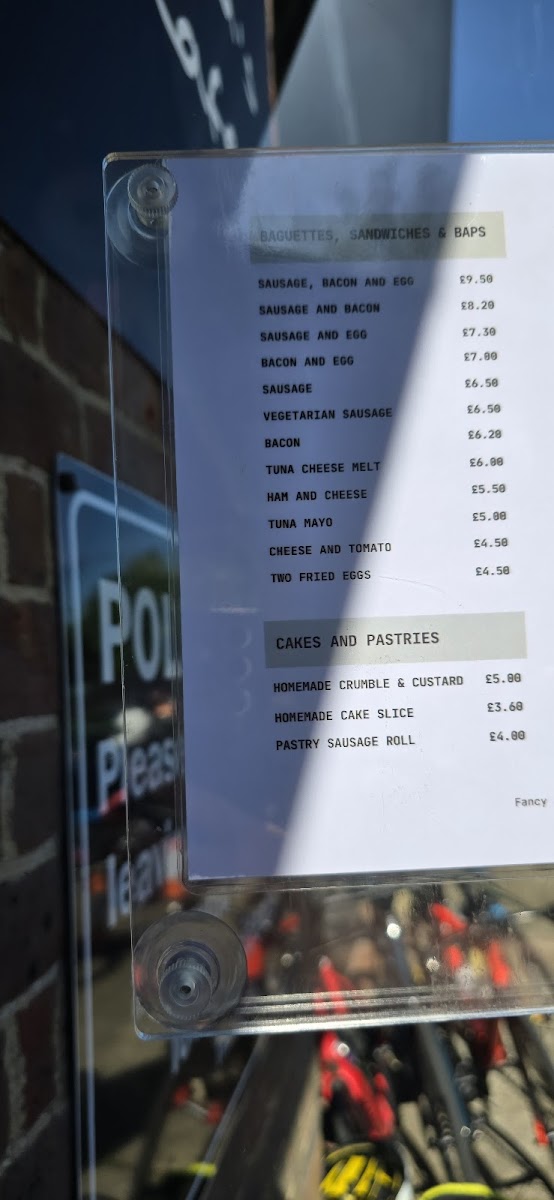 BAGUETTES, SANDWICHES & BAPS
SAUSAGE, BACON AND EGG £9.50
SAUSAGE AND BACON £8.20
SAUSAGE AND EGG £7.30
BACON AND EGG £7.00
SAUSAGE £6.50
VEGETARIAN SAUSAGE £6.50
BACON £6.20
TUNA CHEESE MELT £6.00
HAM AND CHEESE £5.50
TUNA MAYO £5.00
CHEESE AND TOMATO £4.50
TWO FRIED EGGS £4.50
CAKES AND PASTRIES
HOMEMADE CRUMBLE & CUSTARD £5.00
HOMEMADE CAKE SLICE £3.60
PASTRY SAUSAGE ROLL £4.00
Fancy
POL
Pleas
leavi